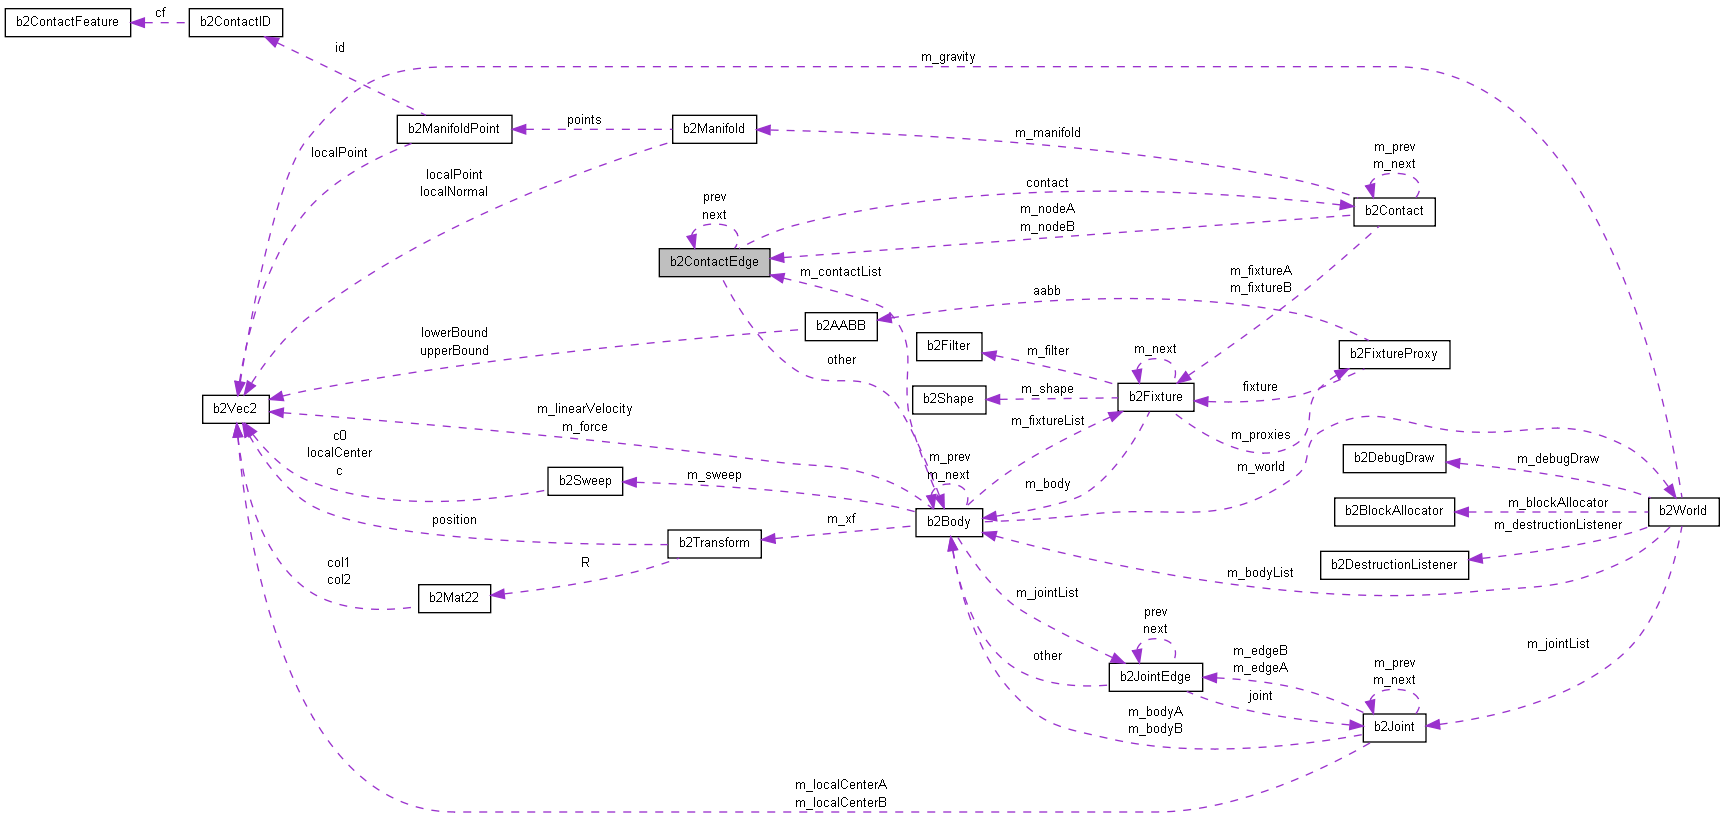 b2ContactFeature
cf
b2ContactID
id
m_gravity
b2ManifoldPoint
points
b2Manifold
m_manifold
m_prev
m_next
localPoint
localPoint
localNormal
contact
prev
next
m_nodeA
m_nodeB
b2Contact
b2ContactEdge
m_contactList
m_fixtureA
m_fixtureB
aabb
b2AABB
lowerBound
upperBound
other
b2Filter
m_filter
m_next
b2FixtureProxy
b2Shape
m_shape
b2Fixture
fixture
b2Vec2
m_linearVelocity
m_force
m_fixtureList
m_proxies
c0
localCenter
c
m_prev
m_next
m_world
b2DebugDraw
m_debugDraw
b2Sweep
m_sweep
m_body
position
m_xf
b2Body
b2BlockAllocator
m_blockAllocator
m_destructionListener
b2World
b2Transform
R
col1
col2
b2DestructionListener
m_bodyList
b2Mat22
m_jointList
prev
next
m_jointList
other
b2JointEdge
m_edgeB
m_edgeA
joint
m_prev
m_next
m_bodyA
m_bodyB
b2Joint
m_localCenterA
m_localCenterB